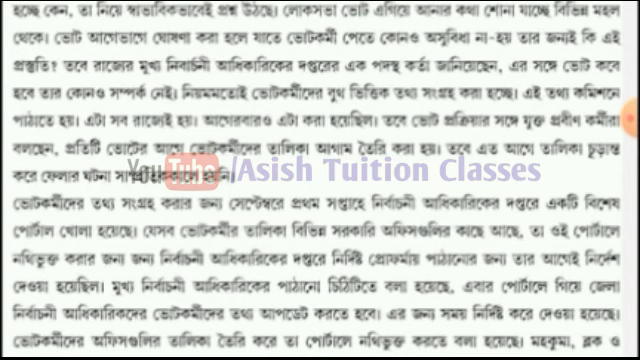 হচ্ছে কেন, তা নিয়ে স্বাভাবিকভাবেই প্রশ্ন উঠছে। লোকসভা ভোট এগিয়ে আনার কথা শোনা যাচ্ছে বিভিন্ন মহল
থেকে। ভোট আগেভাগে ঘোষণা করা হলে যাতে ভোটকর্মী পেতে কোনও অসুবিধা না-হয় তার জন্যই কি এই
প্রস্তুতি? তবে রাজ্যের মুখ্য নির্বাচনী আধিকারিকের দপ্তরের এক পদস্থ কর্তা জানিয়েছেন, এর সঙ্গে ভোট কবে
হবে তার কোনও সম্পর্ক নেই। নিয়মমতোই ভোটকর্মীদের বুথ ভিত্তিক তথ্য সংগ্রহ করা হচ্ছে। এই তথ্য কমিশনে
পাঠাতে হয়। এটা সব রাজ্যেই হয়। আগেরবারও এটা করা হয়েছিল। তবে ভোট প্রক্রিয়ার সঙ্গে যুক্ত প্রবীণ কর্মীরা
বলছেন, প্রতিটি ভোটের আগে ভোটকর্মীদের তালিকা আগাম তৈরি করা হয়। তবে এত আগে তালিকা চূড়ান্ত
YouTube/Asish Tuition Classes
করে ফেলার ঘটনা সাম্প্রতিককালে হয়নি।
ভোটকর্মীদের তথ্য সংগ্রহ করার জন্য সেপ্টেম্বরে প্রথম সপ্তাহে নির্বাচনী আধিকারিকের দপ্তরে একটি বিশেষ
পোর্টাল খোলা হয়েছে। যেসব ভোটকর্মীর তালিকা বিভিন্ন সরকারি অফিসগুলির কাছে আছে, তা ওই পোর্টালে
নথিভুক্ত করার জন্য জন্য নির্বাচনী আধিকারিকের দপ্তরে নির্দিষ্ট প্রোফর্মায় পাঠানোর জন্য তার আগেই নির্দেশ
দেওয়া হয়েছিল। মুখ্য নির্বাচনী আধিকারিকের পাঠানো চিঠিটিতে বলা হয়েছে, এবার পোর্টালে গিয়ে জেলা
নির্বাচনী আধিকারিকদের ভোটকর্মীদের তথ্য আপডেট করতে হবে। এর জন্য সময় নির্দিষ্ট করে দেওয়া হয়েছে।
ভোটকর্মীদের অফিসগুলির তালিকা তৈরি করে তা পোর্টালে নথিভুক্ত করতে বলা হয়েছে। মহকুমা, ব্লক ও